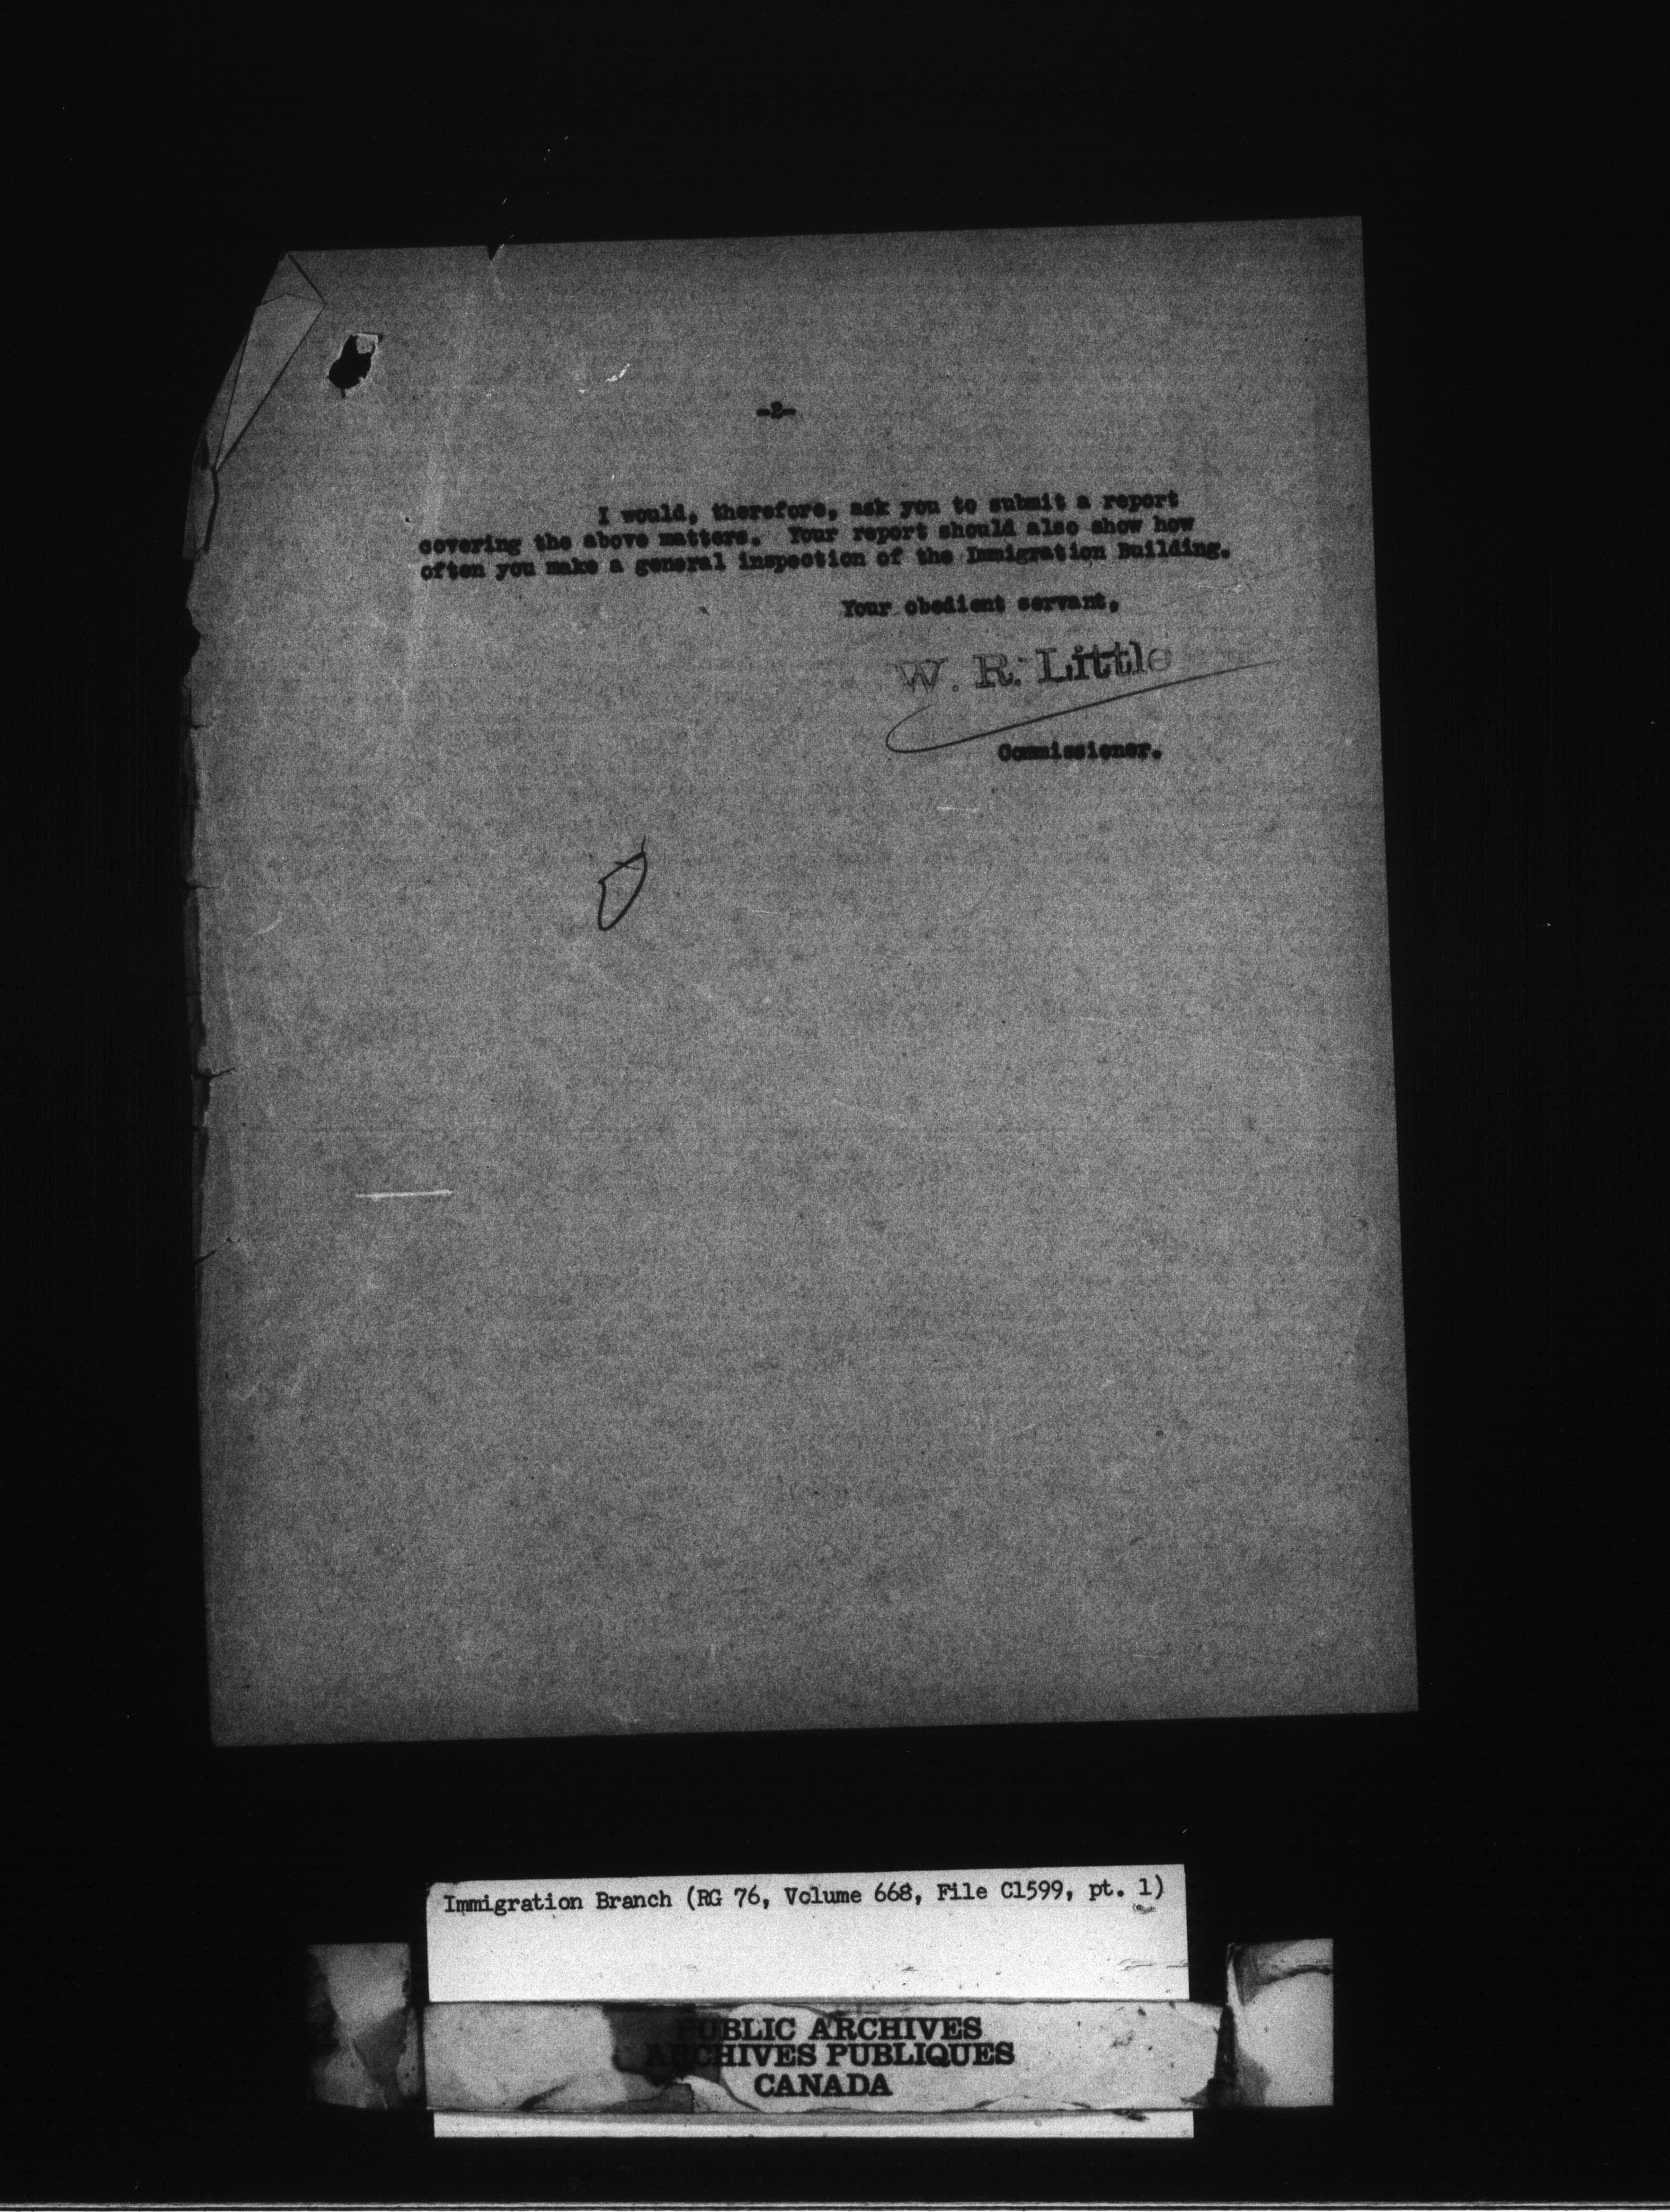 -2-
I would, therefore, ask you to submit a report
covering the above matters. Your report should also show how
often you make a general inspection of the Immigration Building.
Your obedient servant,
W. R. Little
Commissioner.
Immigration Branch (RG 76, Volume 668, File C1599, pt. 1)
PUBLIC ARCHIVES
ARCHIVES PUBLIQUES
CANADA